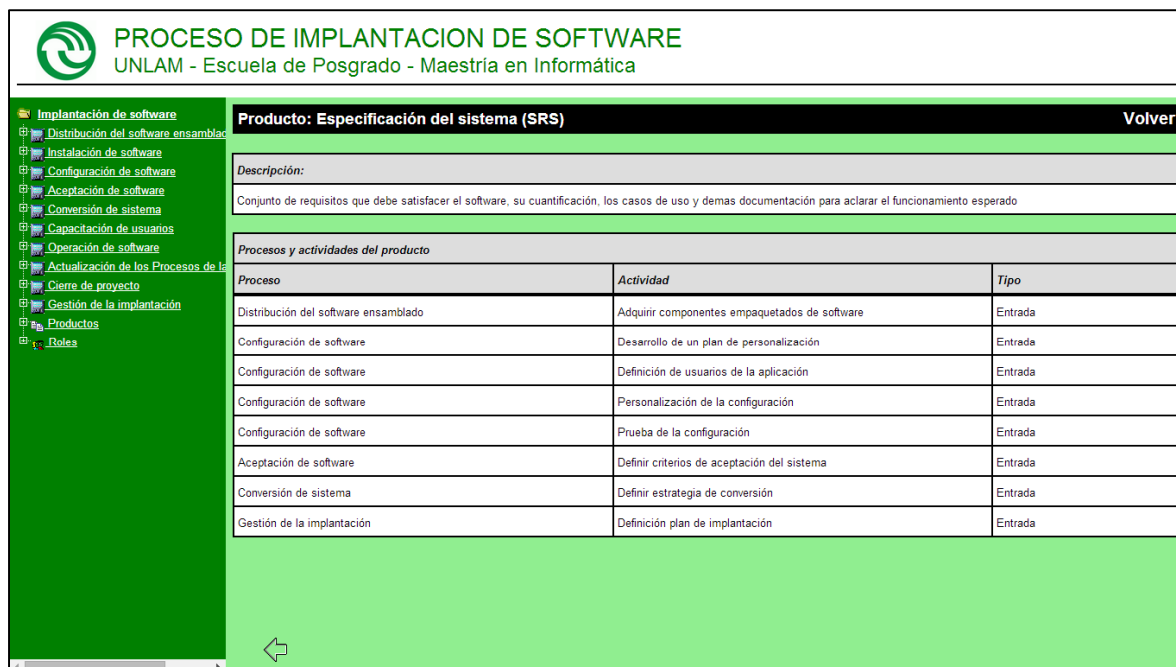 PROCESO DE IMPLANTACION DE SOFTWARE
UNLAM - Escuela de Posgrado - Maestría en Informática
Implantación de software
Distribución del software ensamblad
Instalación de software
Configuración de software
Aceptación de software
Conversión de sistema
Capacitación de usuarios
Operación de software
Actualización de los Procesos de la
Cierre de proyecto
Gestión de la implantación
Productos
Roles
Producto: Especificación del sistema (SRS) Volver
Descripción:
Conjunto de requisitos que debe satisfacer el software, su cuantificación, los casos de uso y demas documentación para aclarar el funcionamiento esperado
Procesos y actividades del producto
Proceso Actividad Tipo
Distribución del software ensamblado Adquirir componentes empaquetados de software Entrada
Configuración de software Desarrollo de un plan de personalización Entrada
Configuración de software Definición de usuarios de la aplicación Entrada
Configuración de software Personalización de la configuración Entrada
Configuración de software Prueba de la configuración Entrada
Aceptación de software Definir criterios de aceptación del sistema Entrada
Conversión de sistema Definir estrategia de conversión Entrada
Gestión de la implantación Definición plan de implantación Entrada